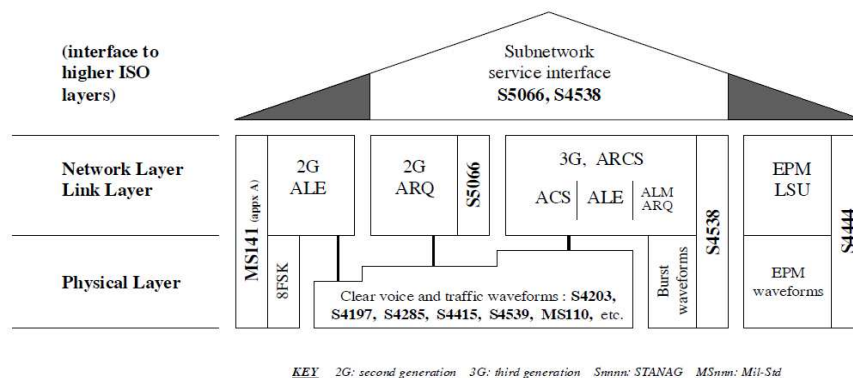 (interface to
higher ISO
layers)
Subnetwork
service interface
S5066, S4538
Network Layer
Link Layer
MS141 (appx A)
2G
ALE
2G
ARQ
S5066
3G, ARCS
ACS
ALE
ALM
ARQ
S4538
EPM
LSU
S4444
Physical Layer
8FSK
Clear voice and traffic waveforms : S4203,
S4197, S4285, S4415, S4539, MS110, etc.
Burst
waveforms
EPM
waveforms
KEY 2G: second generation 3G: third generation Snnnn: STANAG MSnnn: Mil-Std